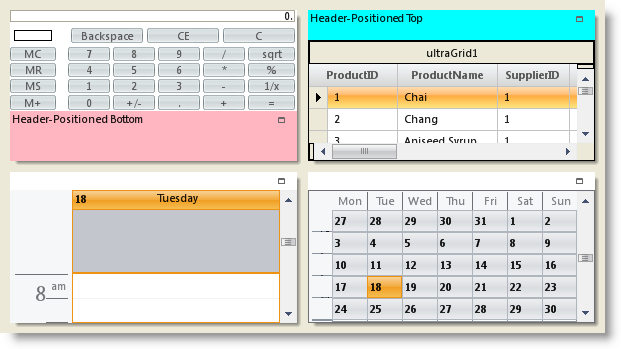 0.
Backspace CE C
MC 7 8 9 / sqrt
MR 4 5 6 * %
MS 1 2 3 - 1/x
M+ 0 +/- . + =
Header-Positioned Bottom
Header-Positioned Top
ultraGrid1
ProductID ProductName SupplierID
1 Chai 1
2 Chang 1
3 Aniseed Syrup 1
18 Tuesday
8 am
Mon Tue Wed Thu Fri Sat Sun
27 28 29 30 31 1 2
3 4 5 6 7 8 9
10 11 12 13 14 15 16
17 18 19 20 21 22 23
24 25 26 27 28 29 30